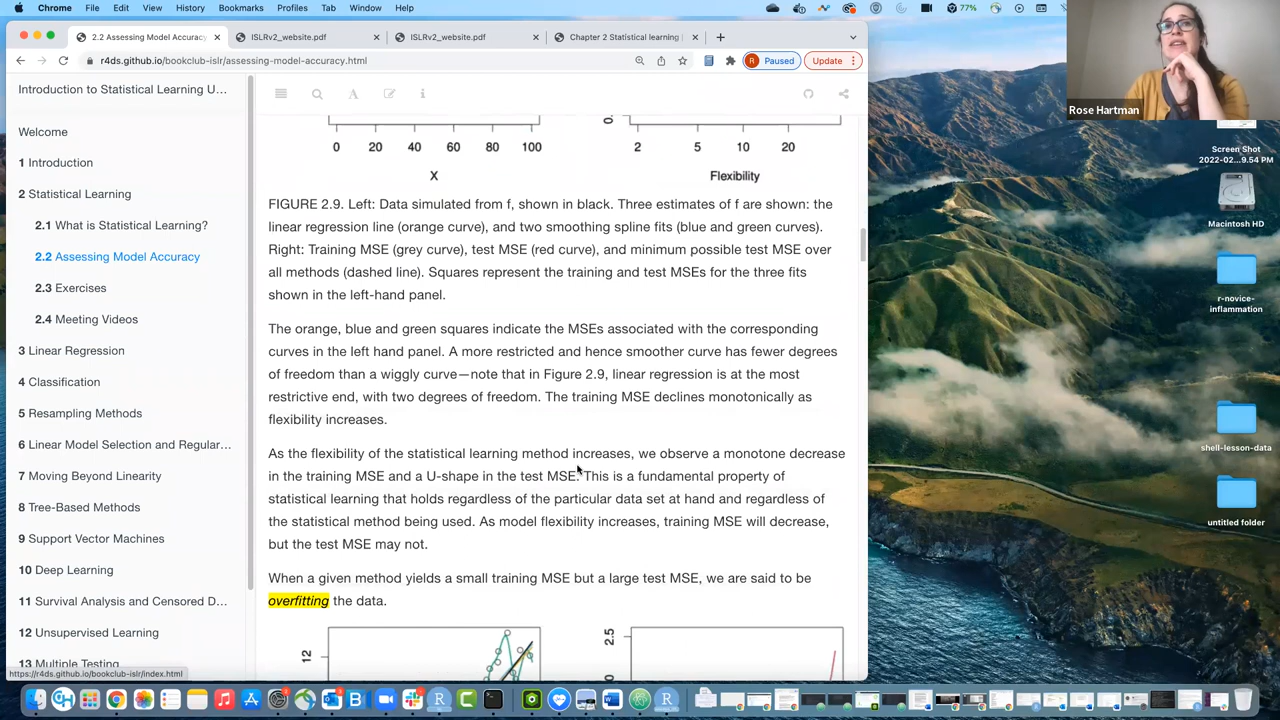 Chrome File Edit View History Bookmarks Profiles Tab Window Help
77%
2.2 Assessing Model Accuracy
ISLRv2_website.pdf
ISLRv2_website.pdf
Chapter 2 Statistical learning
r4ds.github.io/bookclub-islr/assessing-model-accuracy.html
R Paused
Update
Introduction to Statistical Learning U...
Welcome
1 Introduction
2 Statistical Learning
2.1 What is Statistical Learning?
2.2 Assessing Model Accuracy
2.3 Exercises
2.4 Meeting Videos
3 Linear Regression
4 Classification
5 Resampling Methods
6 Linear Model Selection and Regular...
7 Moving Beyond Linearity
8 Tree-Based Methods
9 Support Vector Machines
10 Deep Learning
11 Survival Analysis and Censored D...
12 Unsupervised Learning
13 Multiple Testing
https://r4ds.github.io/bookclub-islr/index.html
0 20 40 60 80 100
X
0.
2 5 10 20
Flexibility
FIGURE 2.9. Left: Data simulated from f, shown in black. Three estimates of f are shown: the
linear regression line (orange curve), and two smoothing spline fits (blue and green curves).
Right: Training MSE (grey curve), test MSE (red curve), and minimum possible test MSE over
all methods (dashed line). Squares represent the training and test MSEs for the three fits
shown in the left-hand panel.
The orange, blue and green squares indicate the MSEs associated with the corresponding
curves in the left hand panel. A more restricted and hence smoother curve has fewer degrees
of freedom than a wiggly curve—note that in Figure 2.9, linear regression is at the most
restrictive end, with two degrees of freedom. The training MSE declines monotonically as
flexibility increases.
As the flexibility of the statistical learning method increases, we observe a monotone decrease
in the training MSE and a U-shape in the test MSE. This is a fundamental property of
statistical learning that holds regardless of the particular data set at hand and regardless of
the statistical method being used. As model flexibility increases, training MSE will decrease,
but the test MSE may not.
When a given method yields a small training MSE but a large test MSE, we are said to be
overfitting the data.
12
2.5
Rose Hartman
Screen Shot
2022-02...9.54 PM
Macintosh HD
r-novice-
inflammation
shell-lesson-data
untitled folder